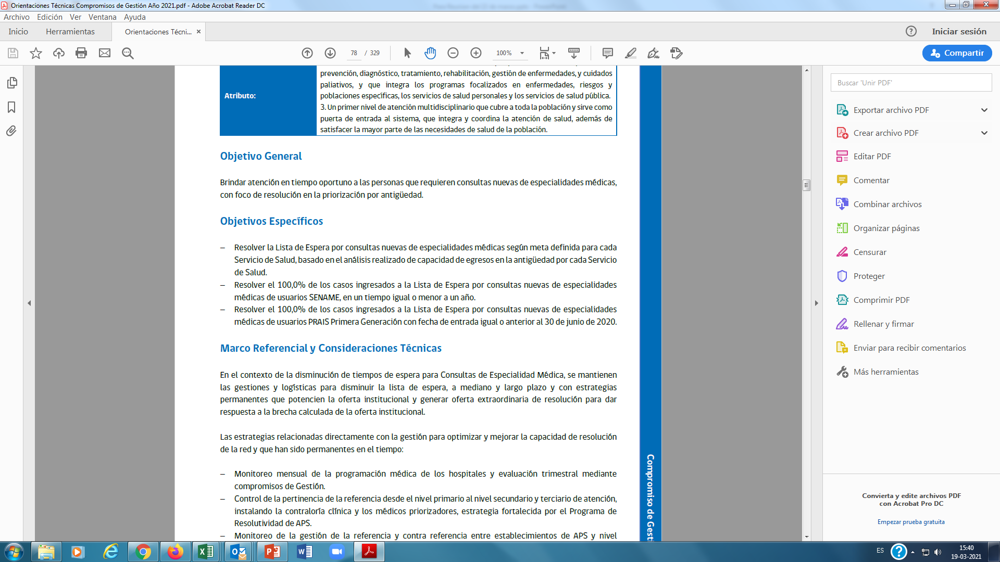 Orientaciones Técnicas Compromisos de Gestión Año 2021.pdf - Adobe Acrobat Reader DC
Archivo Edición Ver Ventana Ayuda
Inicio Herramientas Orientaciones Técni... × Iniciar sesión
78 / 329 100% Compartir
prevención, diagnóstico, tratamiento, rehabilitación, gestión de enfermedades, y cuidados
paliativos, y que integra los programas focalizados en enfermedades, riesgos y
Atributo: poblaciones específicas, los servicios de salud personales y los servicios de salud pública.
3. Un primer nivel de atención multidisciplinario que cubre a toda la población y sirve como
puerta de entrada al sistema, que integra y coordina la atención de salud, además de
satisfacer la mayor parte de las necesidades de salud de la población.
Objetivo General
Brindar atención en tiempo oportuno a las personas que requieren consultas nuevas de especialidades médicas,
con foco de resolución en la priorización por antigüedad.
Objetivos Específicos
– Resolver la Lista de Espera por consultas nuevas de especialidades médicas según meta definida para cada
Servicio de Salud, basado en el análisis realizado de capacidad de egresos en la antigüedad por cada Servicio
de Salud.
– Resolver el 100,0% de los casos ingresados a la Lista de Espera por consultas nuevas de especialidades
médicas de usuarios SENAME, en un tiempo igual o menor a un año.
– Resolver el 100,0% de los casos ingresados a la Lista de Espera por consultas nuevas de especialidades
médicas de usuarios PRAIS Primera Generación con fecha de entrada igual o anterior al 30 de junio de 2020.
Marco Referencial y Consideraciones Técnicas
En el contexto de la disminución de tiempos de espera para Consultas de Especialidad Médica, se mantienen
las gestiones y logísticas para disminuir la lista de espera, a mediano y largo plazo y con estrategias
permanentes que potencien la oferta institucional y generar oferta extraordinaria de resolución para dar
respuesta a la brecha calculada de la oferta institucional.
Las estrategias relacionadas directamente con la gestión para optimizar y mejorar la capacidad de resolución
de la red y que han sido permanentes en el tiempo:
– Monitoreo mensual de la programación médica de los hospitales y evaluación trimestral mediante
compromisos de Gestión.
– Control de la pertinencia de la referencia desde el nivel primario al nivel secundario y terciario de atención,
instalando la contraloría clínica y los médicos priorizadores, estrategia fortalecida por el Programa de
Resolutividad de APS.
– Monitoreo de la gestión de la referencia y contra referencia entre establecimientos de APS y nivel
Compromiso de Gesti
Buscar 'Unir PDF'
Exportar archivo PDF
Crear archivo PDF
Editar PDF
Comentar
Combinar archivos
Organizar páginas
Censurar
Proteger
Comprimir PDF
Rellenar y firmar
Enviar para recibir comentarios
Más herramientas
Convierta y edite archivos PDF
con Acrobat Pro DC
Empezar prueba gratuita
ES
15:40
19-03-2021